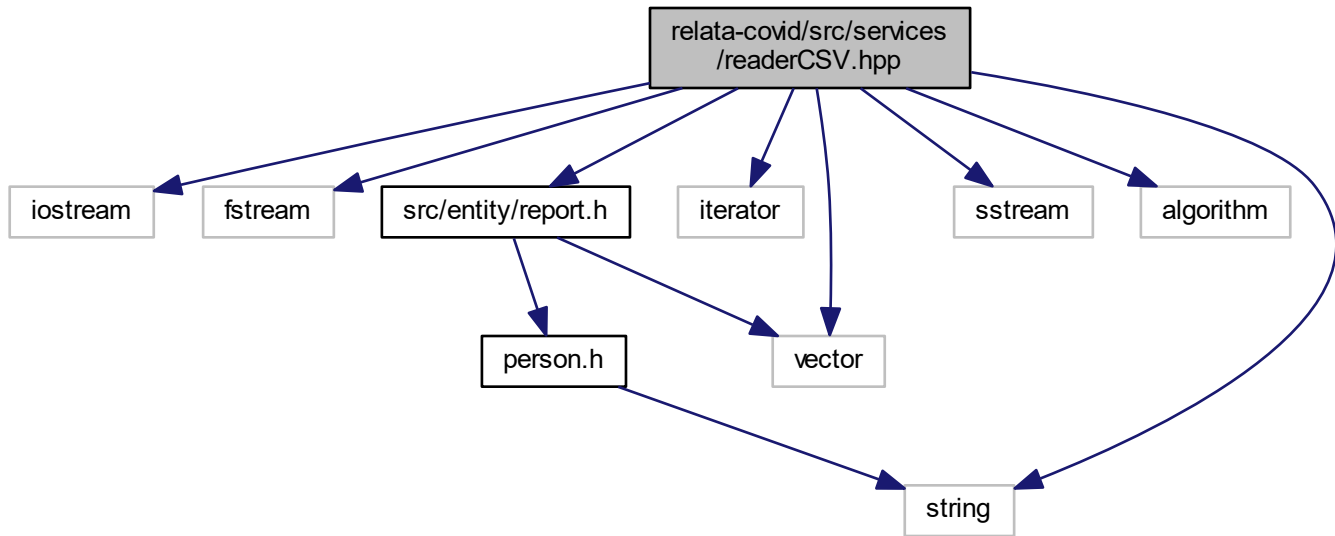 relata-covid/src/services
/readerCSV.hpp
iostream
fstream
src/entity/report.h
iterator
sstream
algorithm
person.h
vector
string